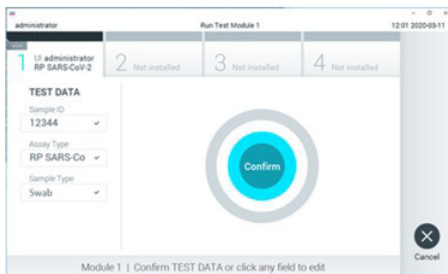 administrator Run Test Module 1 12:01 2020-03-11
1 UI administrator 2 Not installed 3 Not installed 4 Not installed
RP SARS-CoV-2
TEST DATA
Sample ID
12344
Assay Type
RP SARS-Co
Sample Type
Swab
Confirm
Cancel
Module 1 | Confirm TEST DATA or click any field to edit